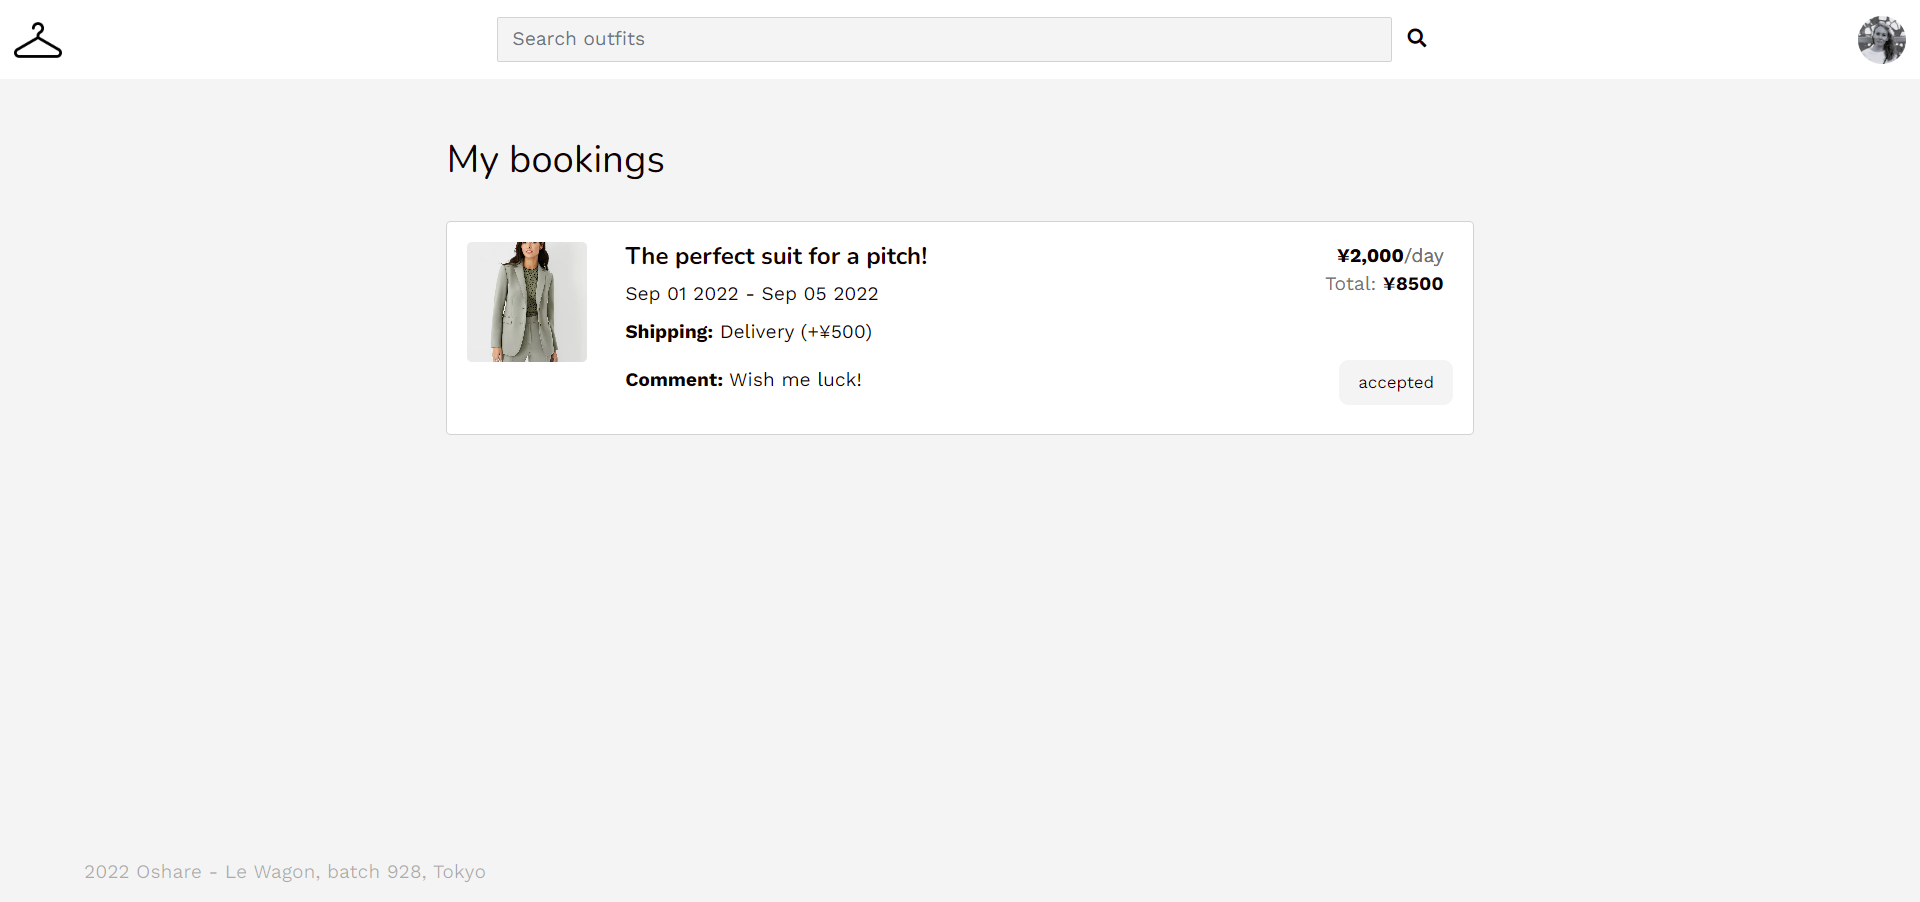 Search outfits
My bookings
The perfect suit for a pitch!
¥2,000/day
Sep 01 2022 - Sep 05 2022
Total: ¥8500
Shipping: Delivery (+¥500)
Comment: Wish me luck!
accepted
2022 Oshare - Le Wagon, batch 928, Tokyo